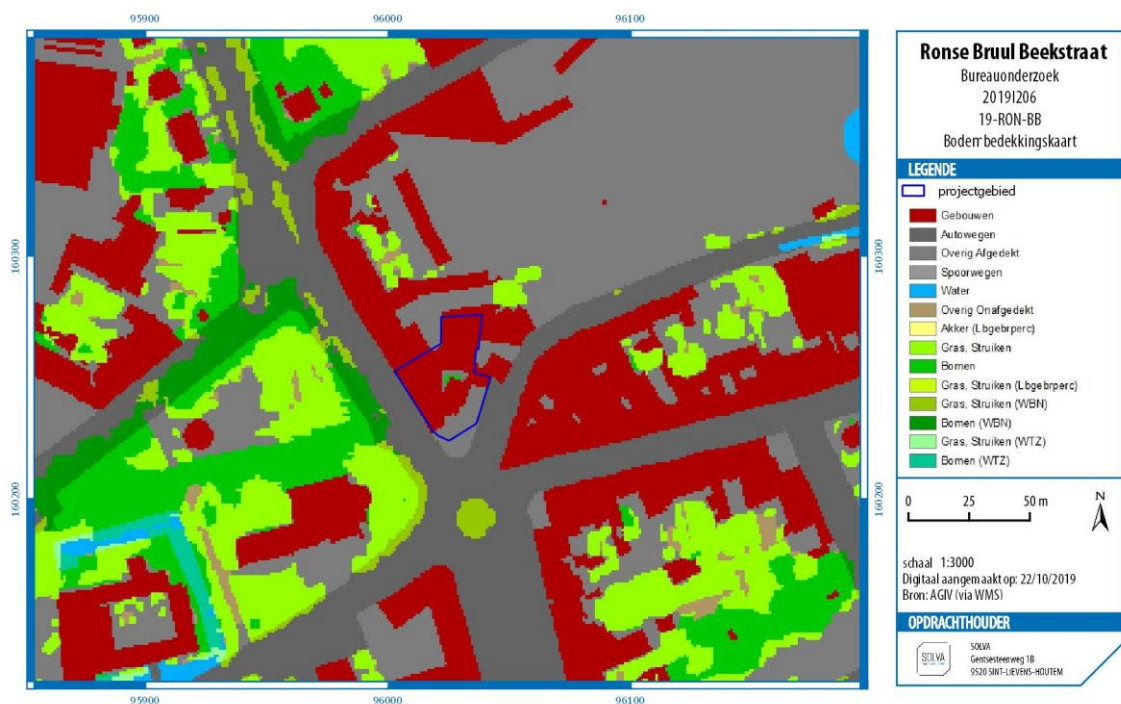 95900
96000
96100
160300
160300
160200
160200
95900
96000
96100
Ronse Bruul Beekstraat
Bureauonderzoek
2019I206
19-RON-BB
Bodembedekkingskaart
LEGENDE
projectgebied
Gebouwen
Autowegen
Overig Afgedekt
Spoorwegen
Water
Overig Onafgedekt
Akker (Lbgebrperc)
Gras, Struiken
Bomen
Gras, Struiken (Lbgebrperc)
Gras, Struiken (WBN)
Bomen (WBN)
Gras, Struiken (WTZ)
Bomen (WTZ)
0 25 50 m
N
schaal 1:3000
Digitaal aangemaakt op: 22/10/2019
Bron: AGIV (via WMS)
OPDRACHTHOUDER
SOLVA
SOLVA
Gentsesteenweg 1B
9520 SINT-LIEVENS-HOUTEM